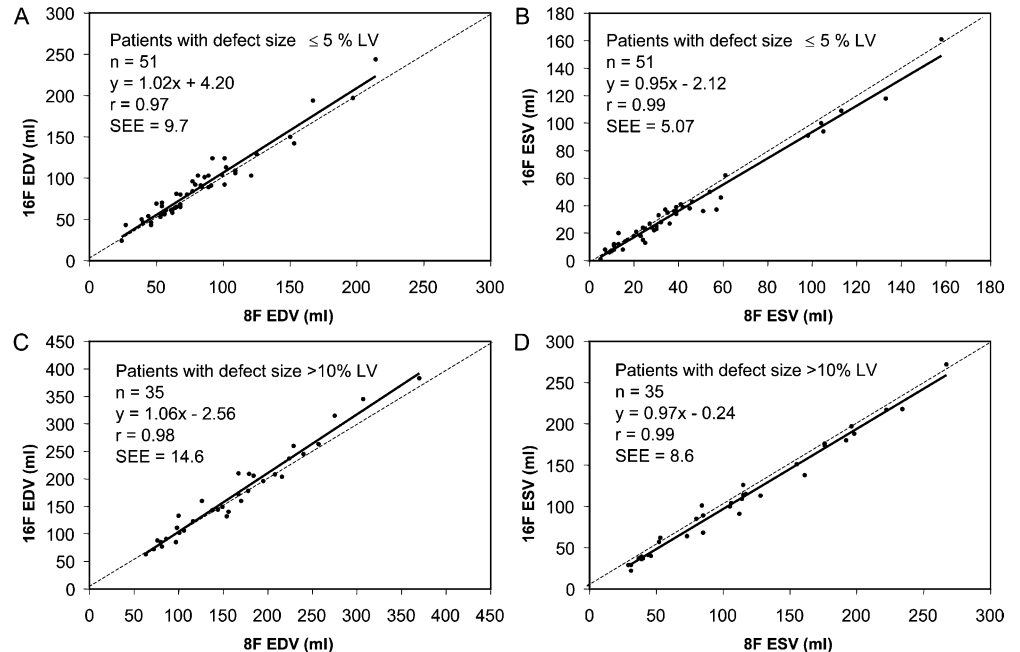 A
300
250
200
150
100
50
0
16F EDV (ml)
Patients with defect size ≤ 5 % LV
n = 51
y = 1.02x + 4.20
r = 0.97
SEE = 9.7
0 50 100 150 200 250 300
8F EDV (ml)
B
180
160
140
120
100
80
60
40
20
0
16F ESV (ml)
Patients with defect size ≤ 5 % LV
n = 51
y = 0.95x - 2.12
r = 0.99
SEE = 5.07
0 20 40 60 80 100 120 140 160 180
8F ESV (ml)
C
450
400
350
300
250
200
150
100
50
0
16F EDV (ml)
Patients with defect size >10% LV
n = 35
y = 1.06x - 2.56
r = 0.98
SEE = 14.6
0 50 100 150 200 250 300 350 400 450
8F EDV (ml)
D
300
250
200
150
100
50
0
16F ESV (ml)
Patients with defect size >10% LV
n = 35
y = 0.97x - 0.24
r = 0.99
SEE = 8.6
0 50 100 150 200 250 300
8F ESV (ml)